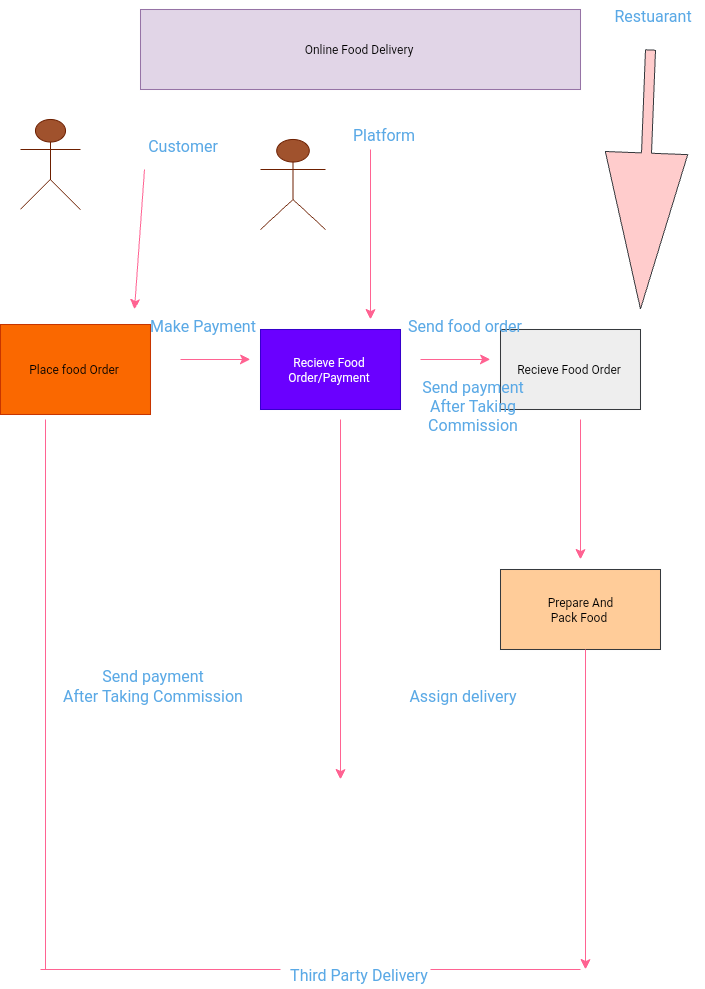 Restuarant
Online Food Delivery
Customer
Platform
Make Payment
Send food order
Place food Order
Recieve Food
Order/Payment
Recieve Food Order
Send payment
After Taking
Commission
Prepare And
Pack Food
Send payment
After Taking Commission
Assign delivery
Third Party Delivery